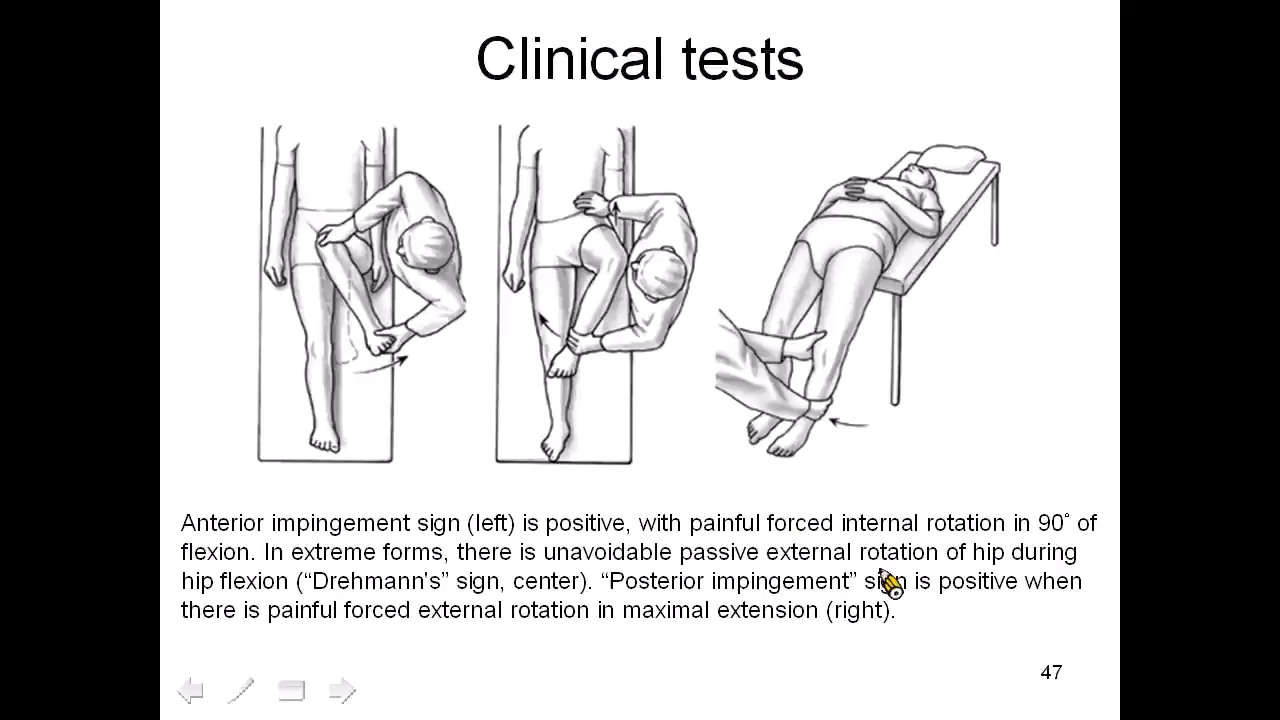 Clinical tests
Anterior impingement sign (left) is positive, with painful forced internal rotation in 90˚ of
flexion. In extreme forms, there is unavoidable passive external rotation of hip during
hip flexion (“Drehmann's” sign, center). “Posterior impingement” sign is positive when
there is painful forced external rotation in maximal extension (right).
47